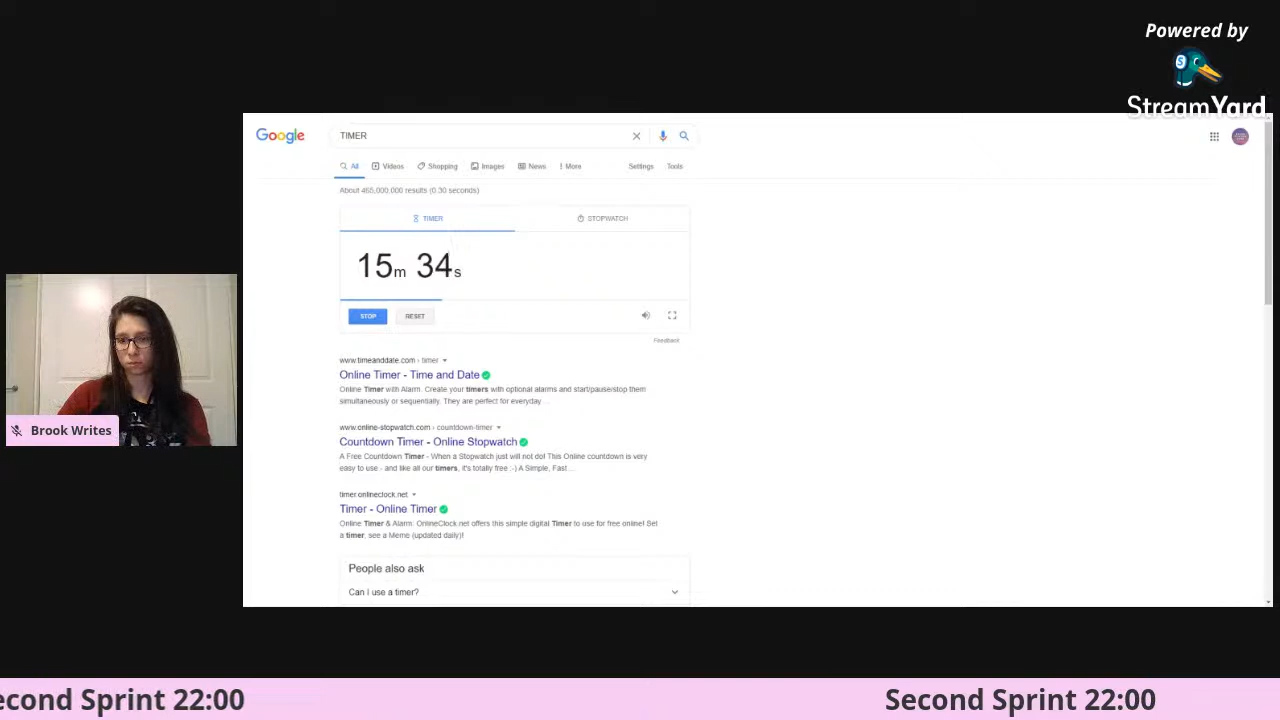 Powered by
StreamYard
Google
TIMER
All Videos Shopping Images News More Settings Tools
About 465,000,000 results (0.30 seconds)
TIMER STOPWATCH
15m 34s
STOP RESET
Feedback
www.timeanddate.com › timer
Online Timer - Time and Date
Online Timer with Alarm. Create your timers with optional alarms and start/pause/stop them
simultaneously or sequentially. They are perfect for everyday ...
www.online-stopwatch.com › countdown-timer
Countdown Timer - Online Stopwatch
A Free Countdown Timer - When a Stopwatch just will not do! This Online countdown is very
easy to use - and like all our timers, it's totally free :-) A Simple, Fast ...
timer.onlineclock.net
Timer - Online Timer
Online Timer & Alarm: OnlineClock.net offers this simple digital Timer to use for free online! Set
a timer, see a Meme (updated daily)!
People also ask
Can i use a timer?
Brook Writes
econd Sprint 22:00 Second Sprint 22:00